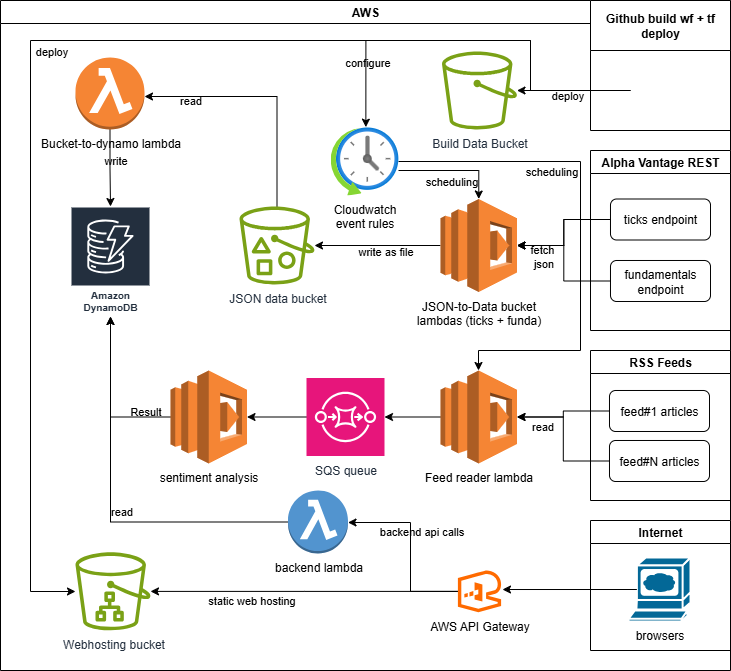 AWS
Github build wf + tf
deploy
deploy
configure
deploy
read
Build Data Bucket
Bucket-to-dynamo lambda
write
Alpha Vantage REST
scheduling
scheduling
Cloudwatch
event rules
ticks endpoint
fetch
json
write as file
fundamentals
endpoint
Amazon
DynamoDB
JSON data bucket
JSON-to-Data bucket
lambdas (ticks + funda)
RSS Feeds
feed#1 articles
Result
read
feed#N articles
sentiment analysis
SQS queue
Feed reader lambda
read
backend api calls
Internet
backend lambda
static web hosting
AWS API Gateway
browsers
Webhosting bucket